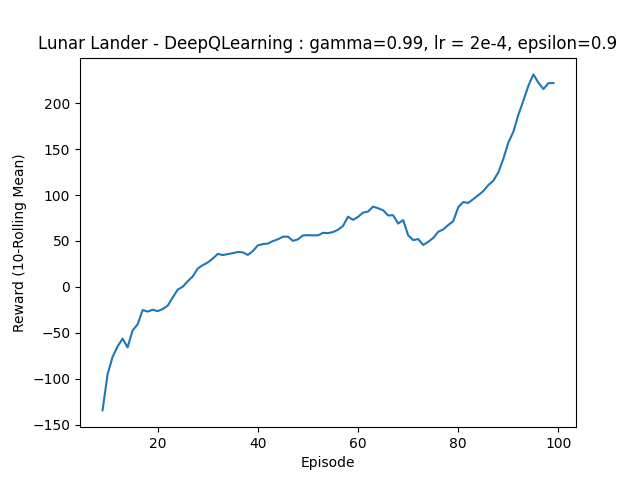 Lunar Lander - DeepQLearning : gamma=0.99, lr = 2e-4, epsilon=0.9
Reward (10-Rolling Mean)
200
150
100
50
0
−50
−100
−150
20 40 60 80 100
Episode